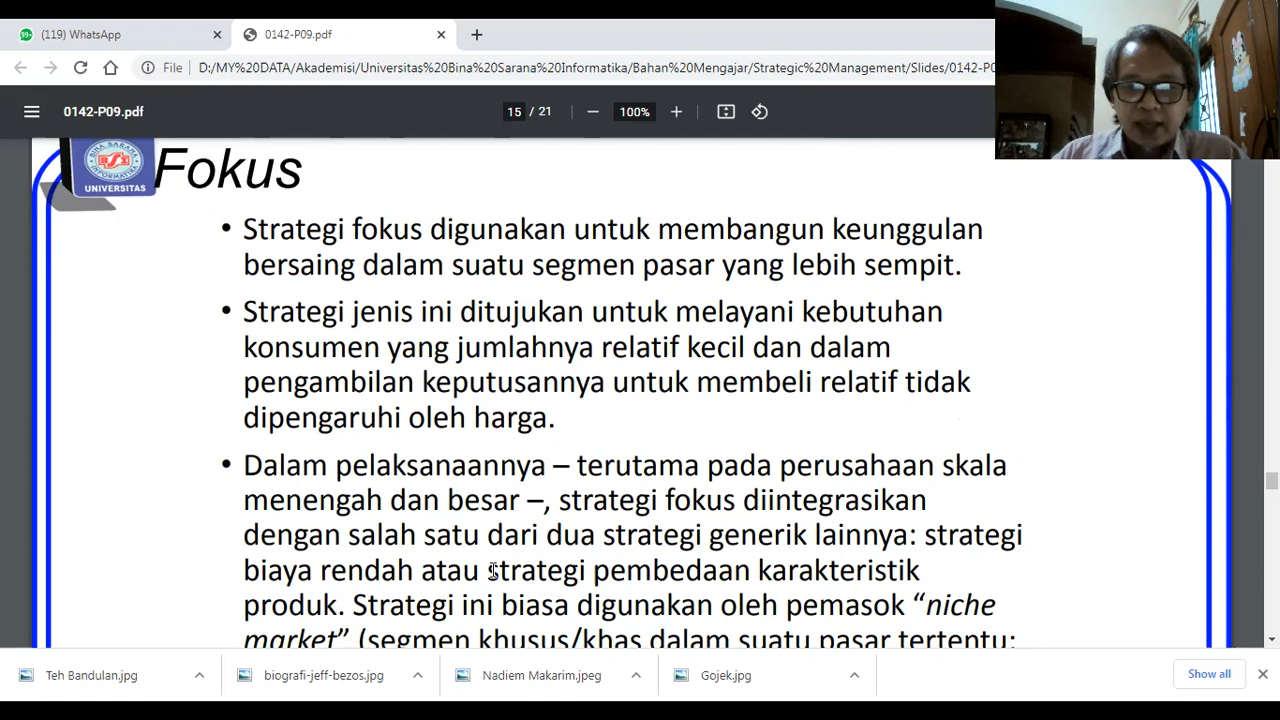 (119) WhatsApp
0142-P09.pdf
File
D:/MY%20DATA/Akademisi/Universitas%20Bina%20Sarana%20Informatika/Bahan%20Mengajar/Strategic%20Management/Slides/0142-P0
0142-P09.pdf
15 / 21
100%
BINA SARANA
INFORMATIKA
UNIVERSITAS
Fokus
• Strategi fokus digunakan untuk membangun keunggulan
bersaing dalam suatu segmen pasar yang lebih sempit.
• Strategi jenis ini ditujukan untuk melayani kebutuhan
konsumen yang jumlahnya relatif kecil dan dalam
pengambilan keputusannya untuk membeli relatif tidak
dipengaruhi oleh harga.
• Dalam pelaksanaannya – terutama pada perusahaan skala
menengah dan besar –, strategi fokus diintegrasikan
dengan salah satu dari dua strategi generik lainnya: strategi
biaya rendah atau strategi pembedaan karakteristik
produk. Strategi ini biasa digunakan oleh pemasok “niche
market” (segmen khusus/khas dalam suatu pasar tertentu;
Teh Bandulan.jpg
biografi-jeff-bezos.jpg
Nadiem Makarim.jpeg
Gojek.jpg
Show all